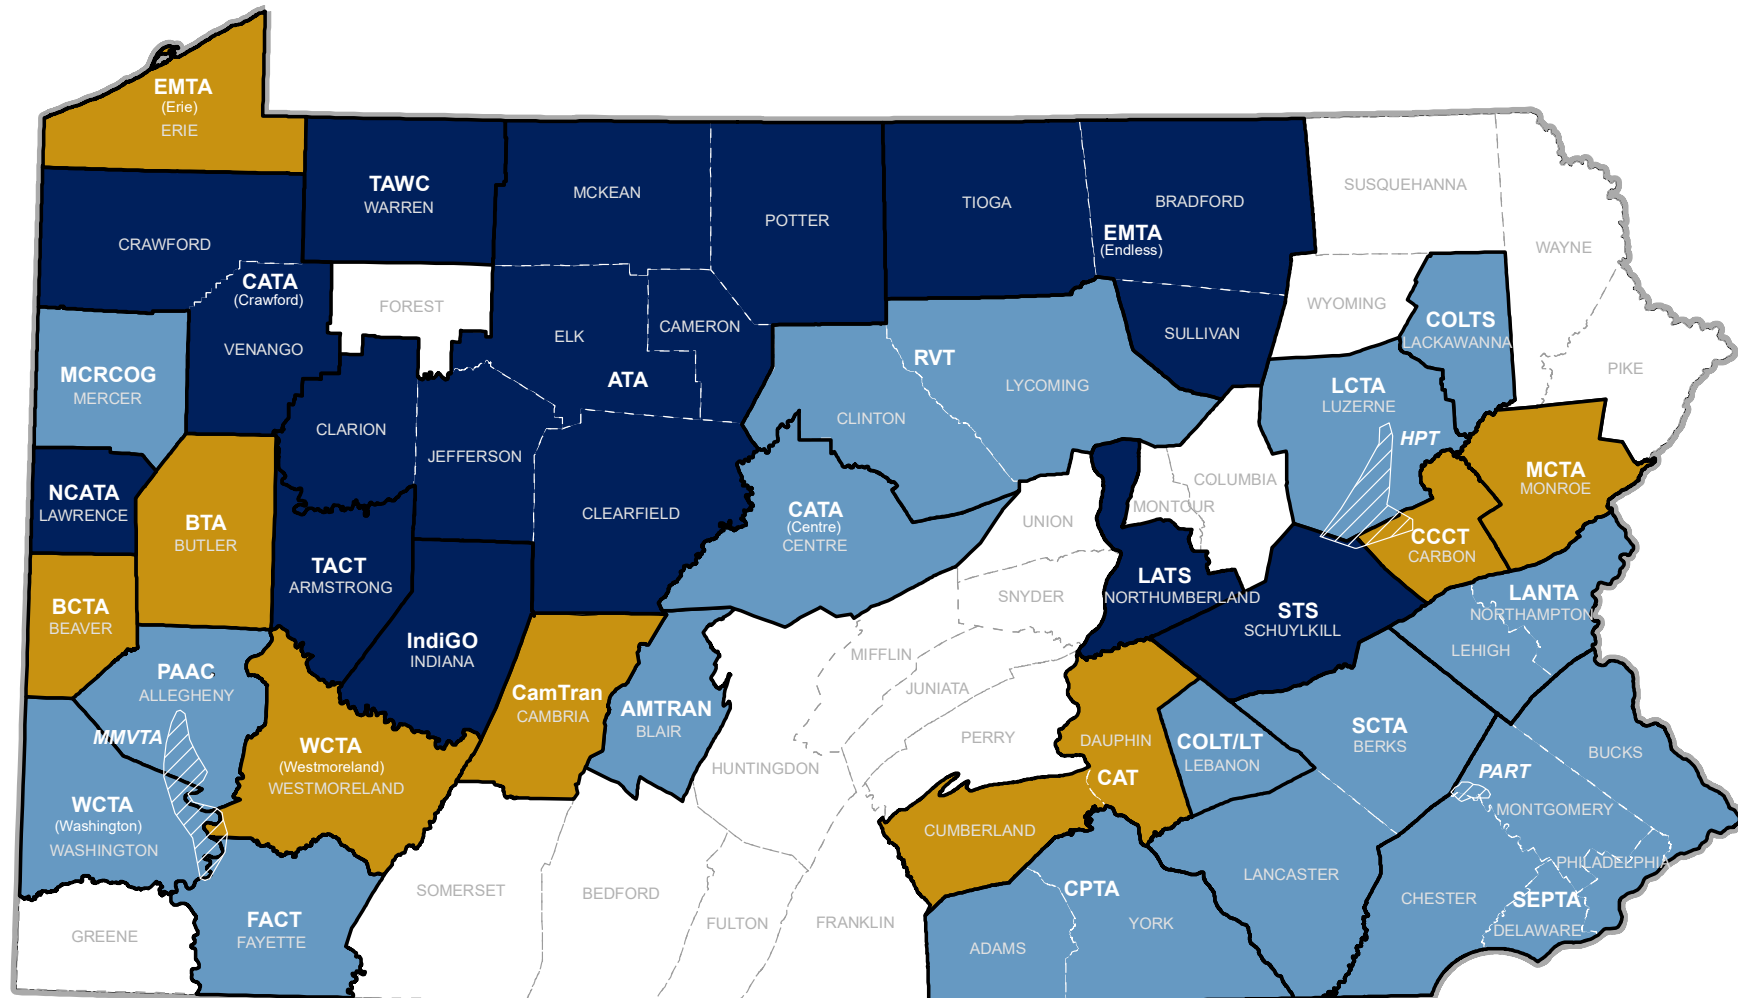 EMTA
(Erie)
ERIE
TAWC
WARREN
MCKEAN
POTTER
TIOGA
BRADFORD
EMTA
(Endless)
SUSQUEHANNA
WAYNE
CRAWFORD
CATA
(Crawford)
VENANGO
FOREST
ELK
CAMERON
ATA
SULLIVAN
WYOMING
COLTS
LACKAWANNA
PIKE
MCRCOG
MERCER
CLARION
JEFFERSON
CLEARFIELD
RVT
CLINTON
LYCOMING
LCTA
LUZERNE
HPT
COLUMBIA
MONTOUR
MCTA
MONROE
NCATA
LAWRENCE
BTA
BUTLER
CATA
(Centre)
CENTRE
UNION
SNYDER
LATS
NORTHUMBERLAND
CCCT
CARBON
TACT
ARMSTRONG
BCTA
BEAVER
IndiGO
INDIANA
STS
SCHUYLKILL
LANTA
NORTHAMPTON
LEHIGH
PAAC
ALLEGHENY
MMVTA
CamTran
CAMBRIA
AMTRAN
BLAIR
MIFFLIN
JUNIATA
PERRY
HUNTINGDON
DAUPHIN
CAT
CUMBERLAND
COLT/LT
LEBANON
SCTA
BERKS
BUCKS
PART
MONTGOMERY
WCTA
(Westmoreland)
WESTMORELAND
WCTA
(Washington)
WASHINGTON
PHILADELPHIA
LANCASTER
CHESTER
SEPTA
DELAWARE
CPTA
YORK
ADAMS
FRANKLIN
FULTON
BEDFORD
SOMERSET
FACT
FAYETTE
GREENE